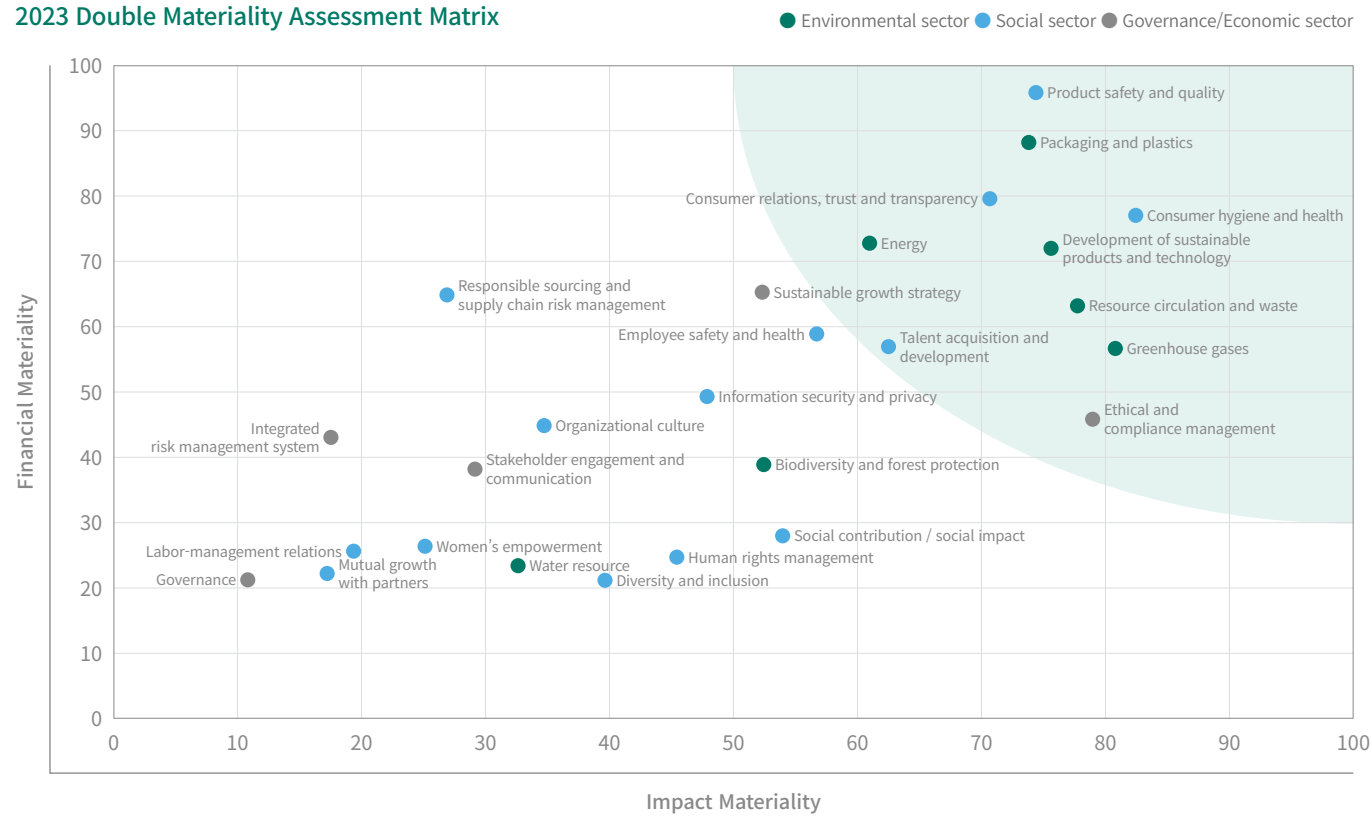 2023 Double Materiality Assessment Matrix
Environmental sector
Social sector
Governance/Economic sector
Financial Materiality
100
90
80
70
60
50
40
30
20
10
0
Product safety and quality
Packaging and plastics
Consumer relations, trust and transparency
Consumer hygiene and health
Energy
Development of sustainable
products and technology
Responsible sourcing and
supply chain risk management
Sustainable growth strategy
Resource circulation and waste
Employee safety and health
Talent acquisition and
development
Greenhouse gases
Information security and privacy
Organizational culture
Ethical and
compliance management
Integrated
risk management system
Stakeholder engagement and
communication
Biodiversity and forest protection
Social contribution / social impact
Labor-management relations
Women’s empowerment
Human rights management
Mutual growth
with partners
Water resource
Governance
Diversity and inclusion
0
10
20
30
40
50
60
70
80
90
100
Impact Materiality